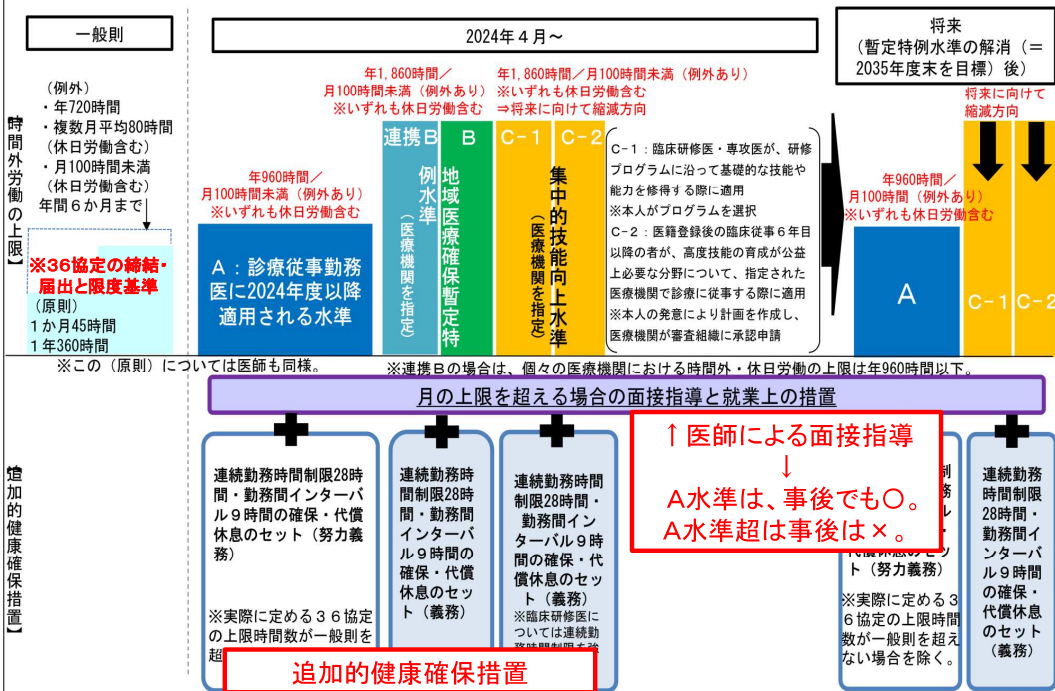 一般則
2024年4月～
将来
(暫定特例水準の解消(=
2035年度末を目標)後)
【時間外労働の上限】
(例外)
・年720時間
・複数月平均80時間
(休日労働含む)
・月100時間未満
(休日労働含む)
年間6か月まで
※36協定の締結・
届出と限度基準
(原則)
1か月45時間
1年360時間
※この(原則)については医師も同様。
年960時間/
月100時間未満(例外あり)
※いずれも休日労働含む
A:診療従事勤務
医に2024年度以降
適用される水準
年1,860時間/
月100時間未満(例外あり)
※いずれも休日労働含む
連携B
B
地域医療確保暫定特
例水準
(医療機関を指定)
年1,860時間/月100時間未満(例外あり)
※いずれも休日労働含む
⇒将来に向けて縮減方向
C-1
C-2
集中的技能向上水準
(医療機関を指定)
C-1:臨床研修医・専攻医が、研修
プログラムに沿って基礎的な技能や
能力を修得する際に適用
※本人がプログラムを選択
C-2:医籍登録後の臨床従事6年目
以降の者が、高度技能の育成が公益
上必要な分野について、指定された
医療機関で診療に従事する際に適用
※本人の発意により計画を作成し、
医療機関が審査組織に承認申請
将来に向けて
縮減方向
年960時間/
月100時間(例外あり)
※いずれも休日労働含む
A
C-1
C-2
※連携Bの場合は、個々の医療機関における時間外・休日労働の上限は年960時間以下。
月の上限を超える場合の面接指導と就業上の措置
【追加的健康確保措置】
連続勤務時間制限28時
間・勤務間インターバ
ル9時間の確保・代償
休息のセット(努力義
務)
※実際に定める36協定
の上限時間数が一般則を
超
連続勤務時
間制限28時
間・勤務間
インターバ
ル9時間の
確保・代償
休息のセッ
ト(義務)
連続勤務時間
制限28時間・
勤務間イン
ターバル9時
間の確保・代
償休息のセッ
ト(義務)
※臨床研修医に
ついては連続勤
務時間制限を強
↑医師による面接指導
↓
A水準は、事後でも○。
A水準超は事後は×。
制
務
ル
・
代償休息のセッ
ト(努力義務)
※実際に定める3
6協定の上限時間
数が一般則を超え
ない場合を除く。
連続勤務
時間制限
28時間・
勤務間イ
ンターバ
ル9時間
の確保・
代償休息
のセット
(義務)
追加的健康確保措置